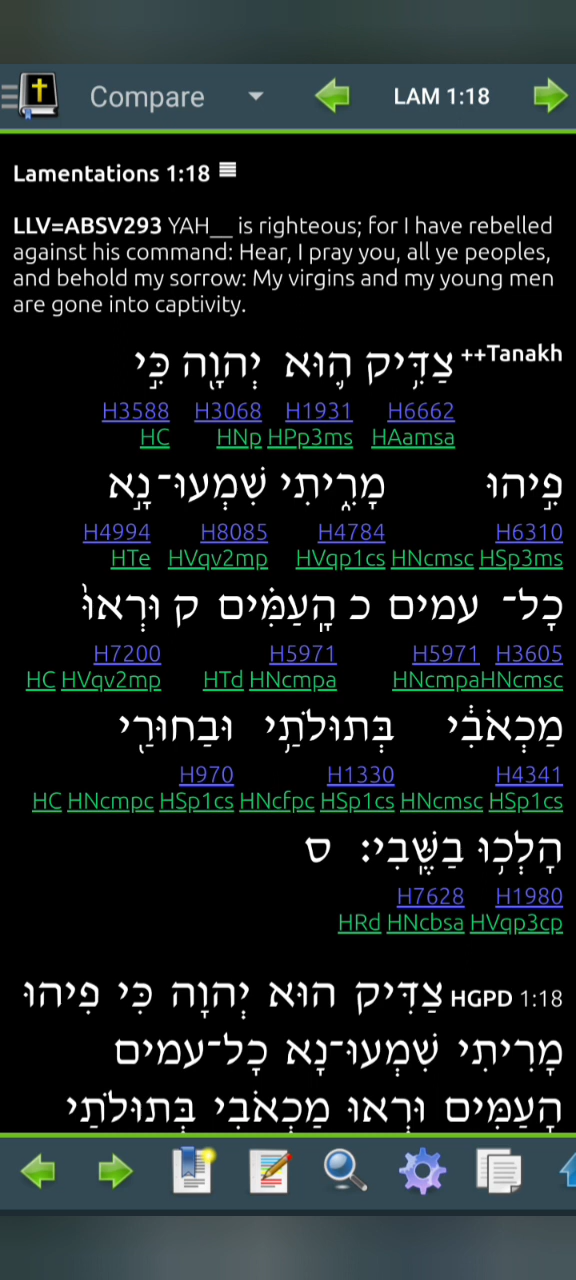 Compare LAM 1:18
Lamentations 1:18
LLV=ABSV293 YAH__ is righteous; for I have rebelled
against his command: Hear, I pray you, all ye peoples,
and behold my sorrow: My virgins and my young men
are gone into captivity.
++Tanakh צַדִּ֥יק ה֛וּא יְהוָ֖ה כִּ֣י
H3588 H3068 H1931 H6662
HC HNp HPp3ms HAamsa
פִ֣יהוּ מָרִ֑יתִי שִׁמְעוּ־ נָ֣א
H4994 H8085 H4784 H6310
HTe HVqv2mp HVqp1cs HNcmsc HSp3ms
כָל־ עמים כ הָֽעַמִּ֗ים ק וּרְאוּ֙
H7200 H5971 H5971 H3605
HC HVqv2mp HTd HNcmpa HNcmpaHNcmsc
מַכְאֹבִ֔י בְּתוּלֹתַ֥י וּבַחוּרַ֖י
H970 H1330 H4341
HC HNcmpc HSp1cs HNcfpc HSp1cs HNcmsc HSp1cs
הָלְכ֥וּ בַשֶּֽׁבִי׃ ס
H7628 H1980
HRd HNcbsa HVqp3cp
HGPD 1:18 צַדִּיק הוּא יְהוָה כִּי פִיהוּ
מָרִיתִי שִׁמְעוּ־נָא כָל־עמים
הָעַמִּים וּרְאוּ מַכְאֹבִי בְּתוּלֹתַי